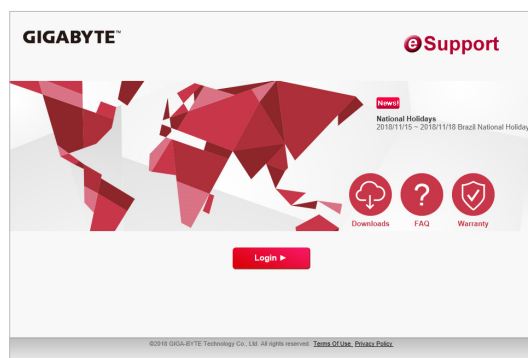 GIGABYTE™
eSupport
News!
National Holidays
2018/11/15 ~ 2018/11/18 Brazil National Holiday
Downloads FAQ Warranty
Login
©2018 GIGA-BYTE Technology Co., Ltd. All rights reserved. Terms Of Use Privacy Policy